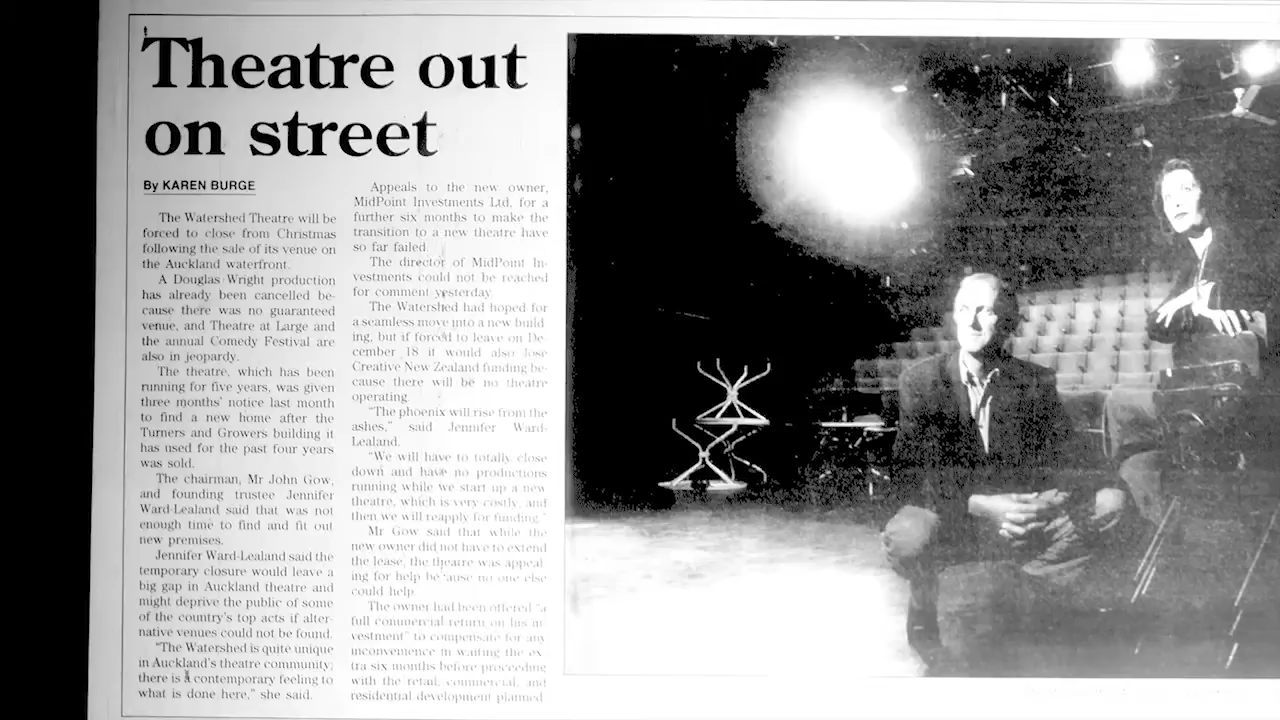 Theatre out
on street
By KAREN BURGE
The Watershed Theatre will be
forced to close from Christmas
following the sale of its venue on
the Auckland waterfront.
A Douglas Wright production
has already been cancelled be-
cause there was no guaranteed
venue, and Theatre at Large and
the annual Comedy Festival are
also in jeopardy.
The theatre, which has been
running for five years, was given
three months' notice last month
to find a new home after the
Turners and Growers building it
has used for the past four years
was sold.
The chairman, Mr John Gow,
and founding trustee Jennifer
Ward-Lealand said that was not
enough time to find and fit out
new premises.
Jennifer Ward-Lealand said the
temporary closure would leave a
big gap in Auckland theatre and
might deprive the public of some
of the country's top acts if alter-
native venues could not be found.
"The Watershed is quite unique
in Auckland's theatre community;
there is a contemporary feeling to
what is done here," she said.
Appeals to the new owner,
MidPoint Investments Ltd, for a
further six months to make the
transition to a new theatre have
so far failed.
The director of MidPoint In-
vestments could not be reached
for comment yesterday.
The Watershed had hoped for
a seamless move into a new build-
ing, but if forced to leave on De-
cember 18 it would also lose
Creative New Zealand funding be-
cause there will be no theatre
operating.
"The phoenix will rise from the
ashes," said Jennifer Ward-
Lealand.
"We will have to totally close
down and have no productions
running while we start up a new
theatre, which is very costly, and
then we will reapply for funding."
Mr Gow said that while the
new owner did not have to extend
the lease, the theatre was appeal-
ing for help because no one else
could help.
The owner had been offered "a
full commercial return on his in-
vestment" to compensate for any
inconvenience in waiting the ex-
tra six months before proceeding
with the retail, commercial, and
residential development planned